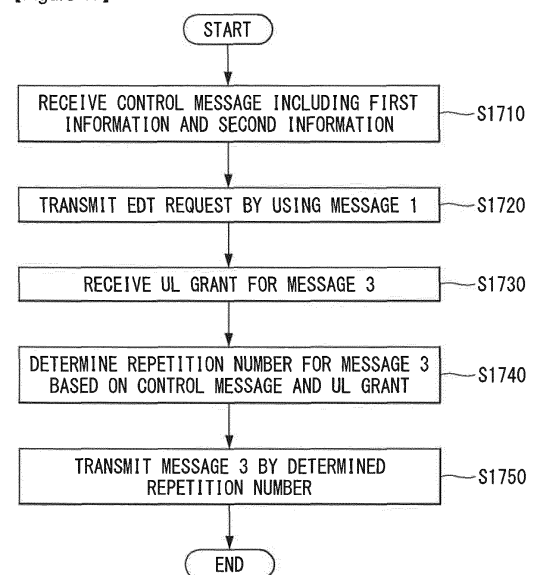 START
RECEIVE CONTROL MESSAGE INCLUDING FIRST
INFORMATION AND SECOND INFORMATION
S1710
TRANSMIT EDT REQUEST BY USING MESSAGE 1
S1720
RECEIVE UL GRANT FOR MESSAGE 3
S1730
DETERMINE REPETITION NUMBER FOR MESSAGE 3
BASED ON CONTROL MESSAGE AND UL GRANT
S1740
TRANSMIT MESSAGE 3 BY DETERMINED
REPETITION NUMBER
S1750
END